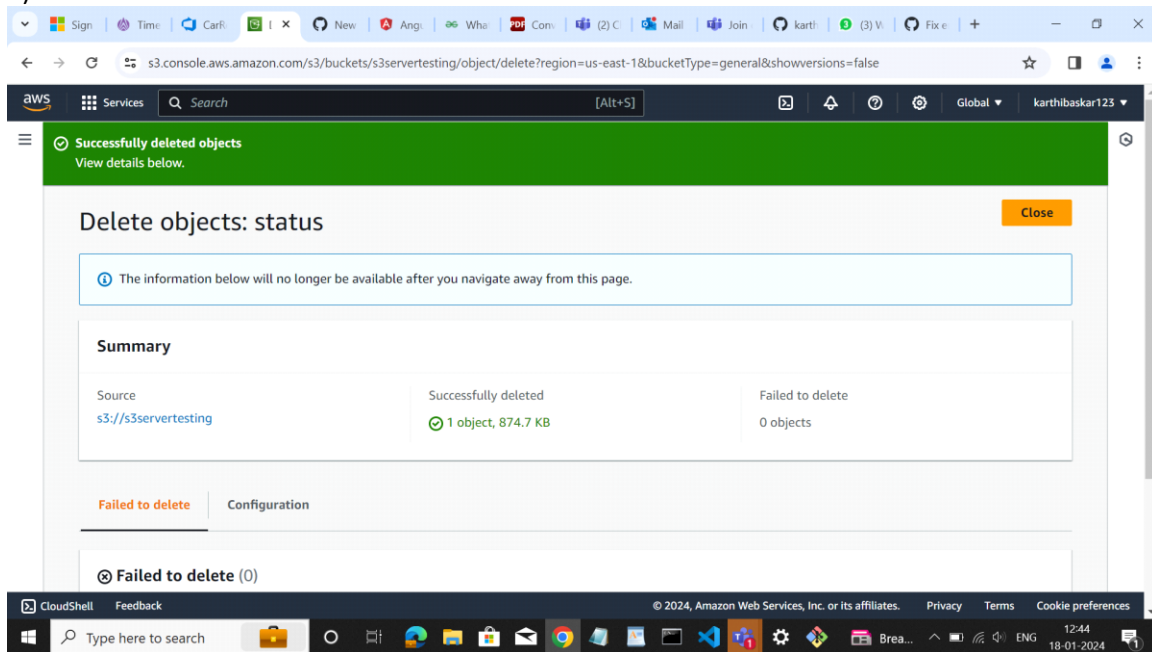 Sign Time CarR New Ang What PDF Con (2) C Mail Join karth (3) W Fix e
s3.console.aws.amazon.com/s3/buckets/s3servertesting/object/delete?region=us-east-1&bucketType=general&showversions=false
aws Services Search [Alt+S] Global karthibaskar123
Successfully deleted objects
View details below.
Delete objects: status
Close
The information below will no longer be available after you navigate away from this page.
Summary
Source Successfully deleted Failed to delete
s3://s3servertesting 1 object, 874.7 KB 0 objects
Failed to delete Configuration
Failed to delete (0)
CloudShell Feedback © 2024, Amazon Web Services, Inc. or its affiliates. Privacy Terms Cookie preferences
Type here to search Brea... ENG 12:44
18-01-2024